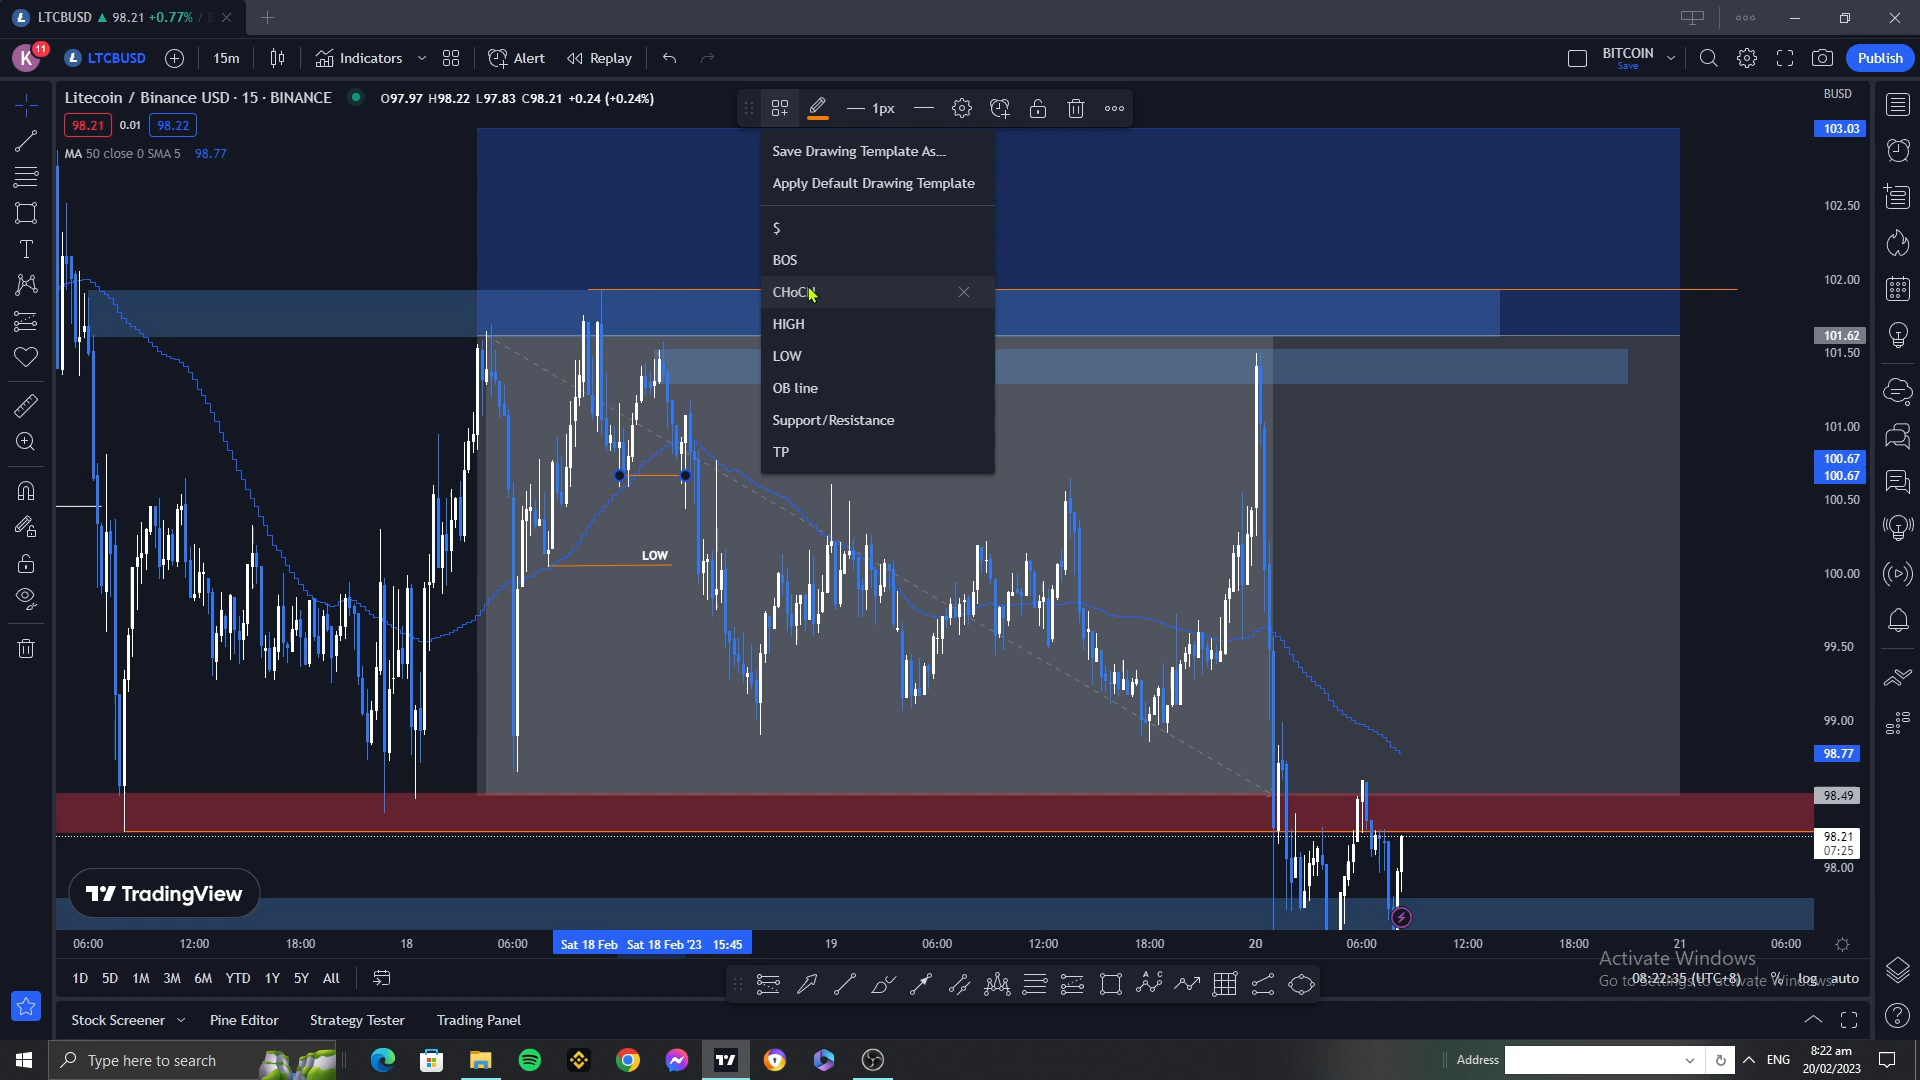 LTCBUSD ▲ 98.21 +0.77% /
K 11 LTCBUSD 15m Indicators Alert Replay BITCOIN Save Publish
Litecoin / Binance USD · 15 · BINANCE O97.97 H98.22 L97.83 C98.21 +0.24 (+0.24%)
98.21 0.01 98.22
MA 50 close 0 SMA 5 98.77
1px
Save Drawing Template As...
Apply Default Drawing Template
$
BOS
CHoCH
HIGH
LOW
OB line
Support/Resistance
TP
LOW
BUSD
103.03
102.50
102.00
101.62
101.50
101.00
100.67
100.67
100.50
100.00
99.50
99.00
98.77
98.49
98.21
07:25
98.00
TradingView
06:00 12:00 18:00 18 06:00 Sat 18 Feb Sat 18 Feb '23 15:45 19 06:00 12:00 18:00 20 06:00 12:00 18:00 21 06:00
Activate Windows
Go to Settings to activate Windows.
1D 5D 1M 3M 6M YTD 1Y 5Y All 08:22:35 (UTC+8) % log auto
Stock Screener Pine Editor Strategy Tester Trading Panel
Type here to search Address ENG 8:22 am
20/02/2023